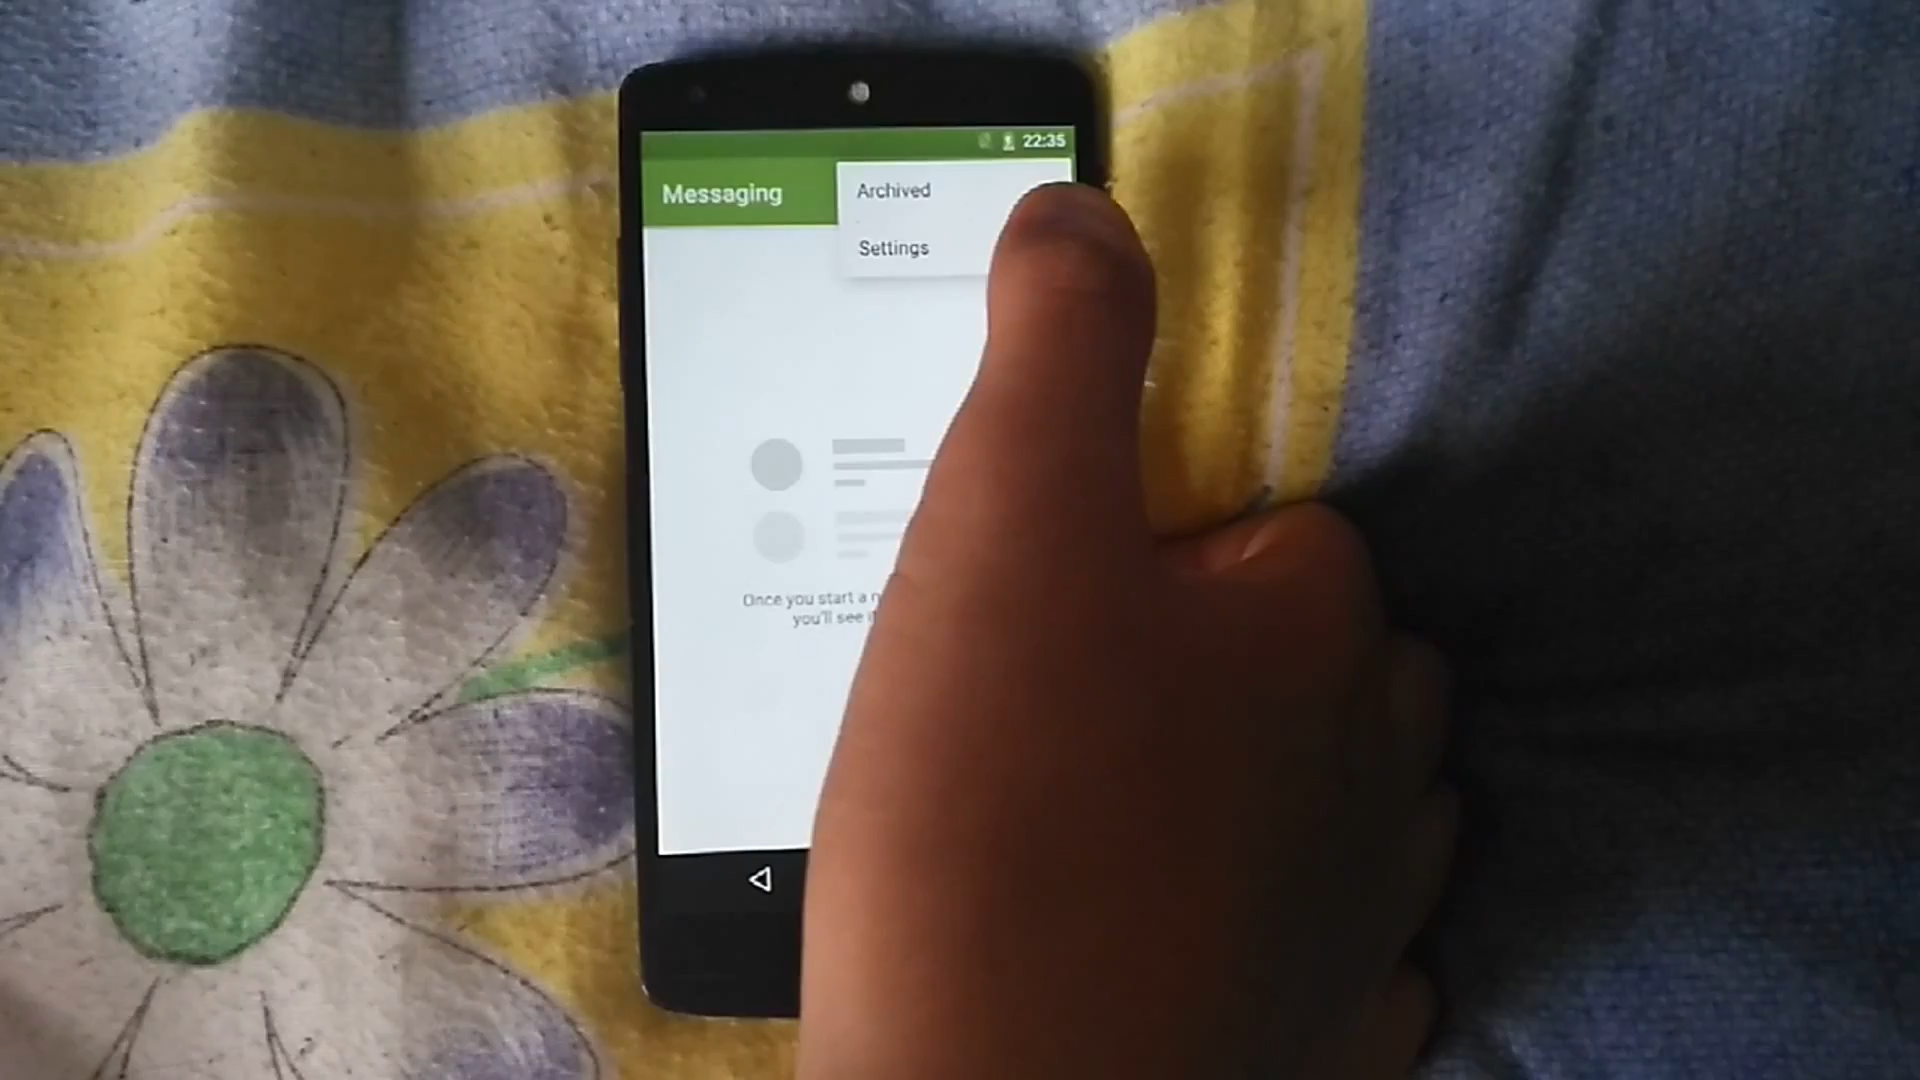 22:35
Messaging
Archived
Settings
Once you start a
you'll see